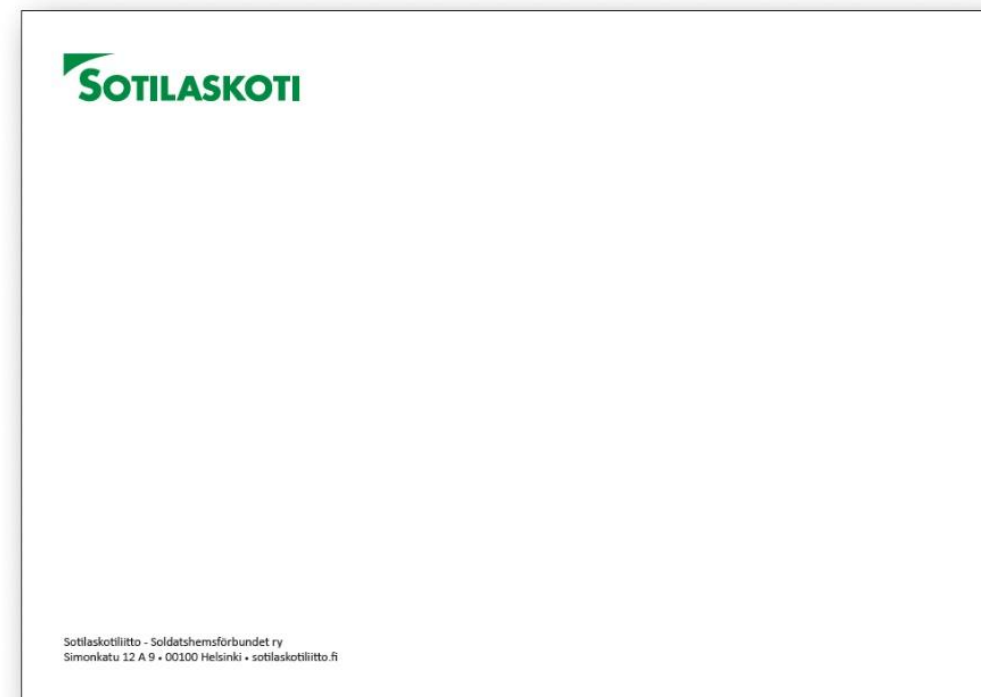 SOTILASKOTI
Sotilaskotiliitto - Soldatshemsförbundet ry
Simonkatu 12 A 9 • 00100 Helsinki • sotilaskotiliitto.fi